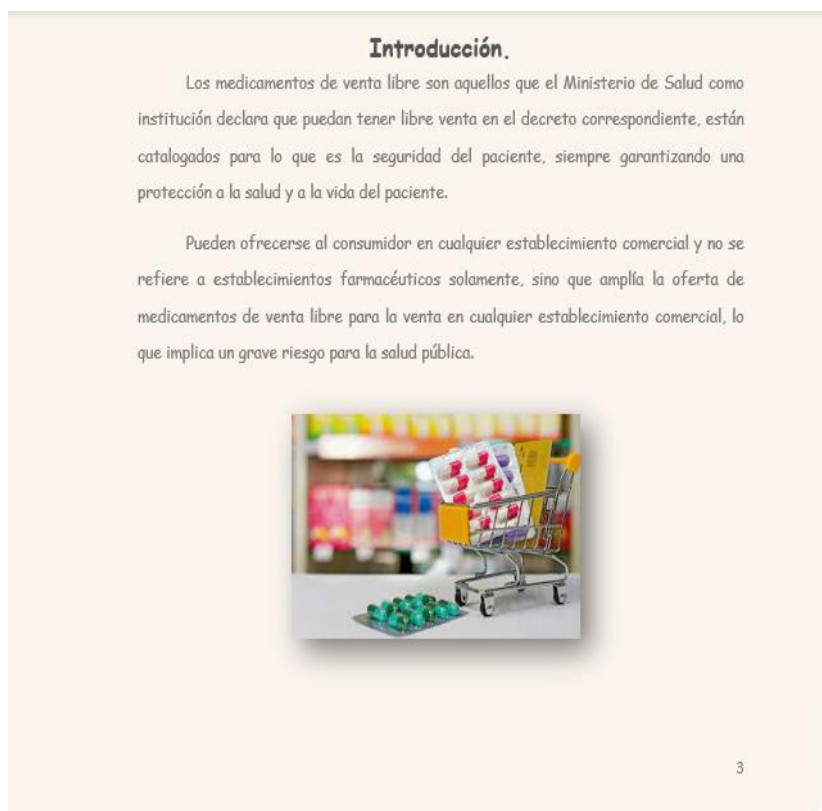 Introducción.
Los medicamentos de venta libre son aquellos que el Ministerio de Salud como
institución declara que puedan tener libre venta en el decreto correspondiente, están
catalogados para lo que es la seguridad del paciente, siempre garantizando una
protección a la salud y a la vida del paciente.
Pueden ofrecerse al consumidor en cualquier establecimiento comercial y no se
refiere a establecimientos farmacéuticos solamente, sino que amplía la oferta de
medicamentos de venta libre para la venta en cualquier establecimiento comercial, lo
que implica un grave riesgo para la salud pública.
3